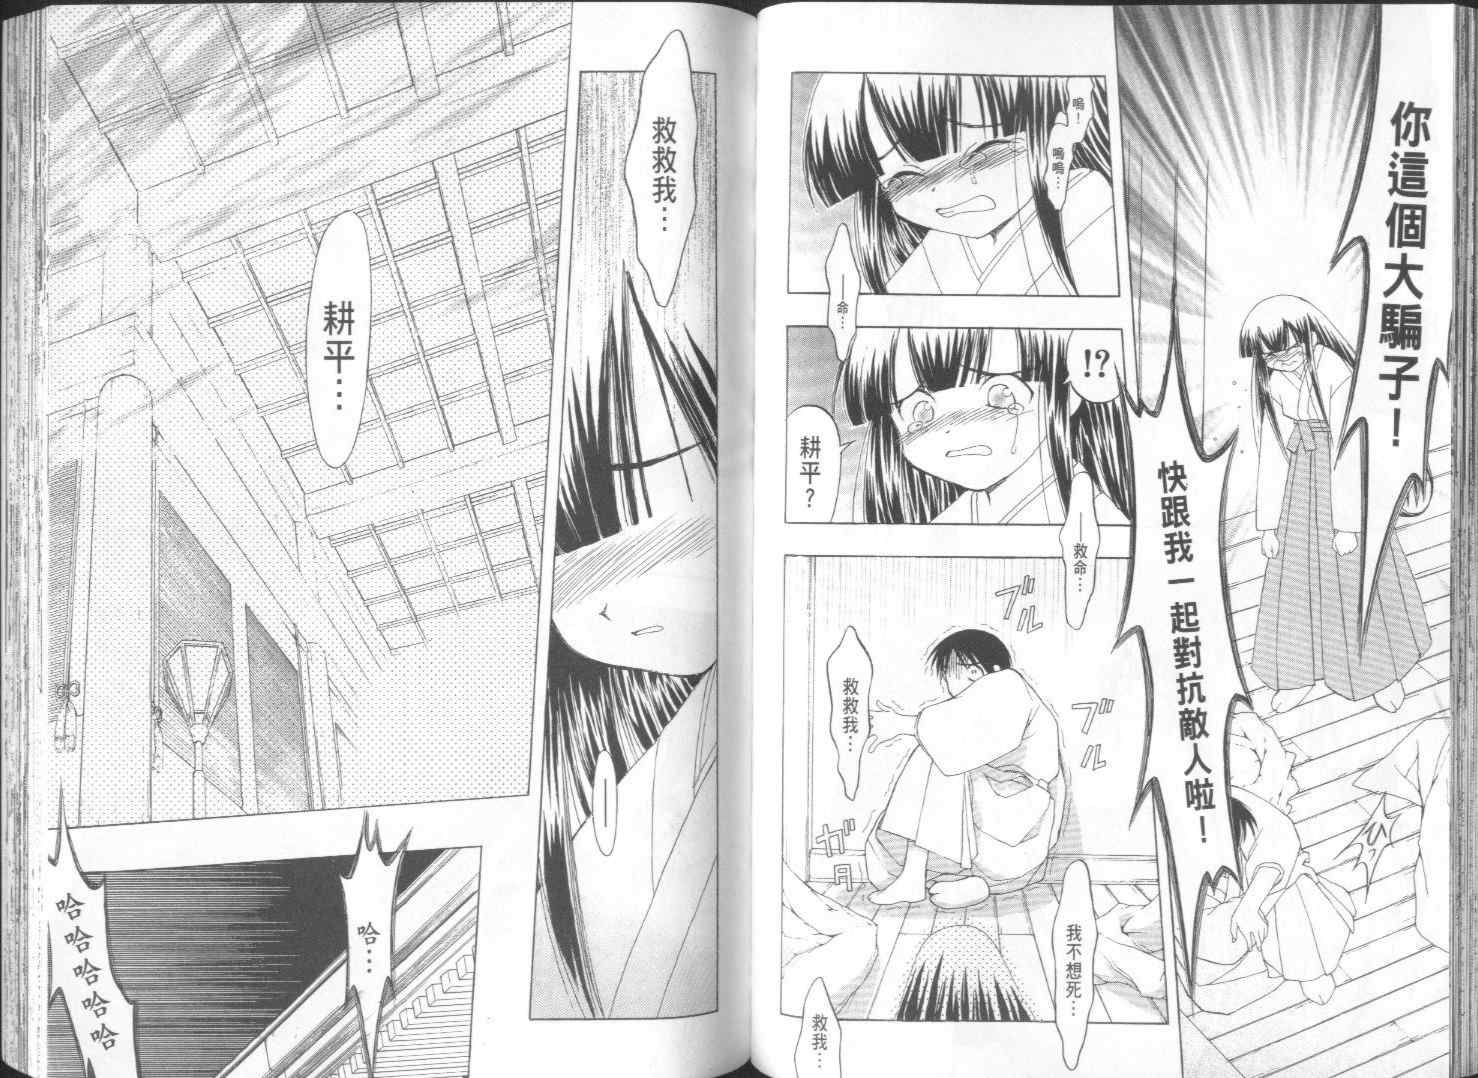 你這個大騙子！
快跟我一起對抗敵人啦！
嗚！
嗚嗚…
—命…
!?
耕平？
—救命…
ブル
ブル
救救我…
ガタ
我不想死…
救我…
救救我…
—
耕平…
哈…
哈哈哈哈哈